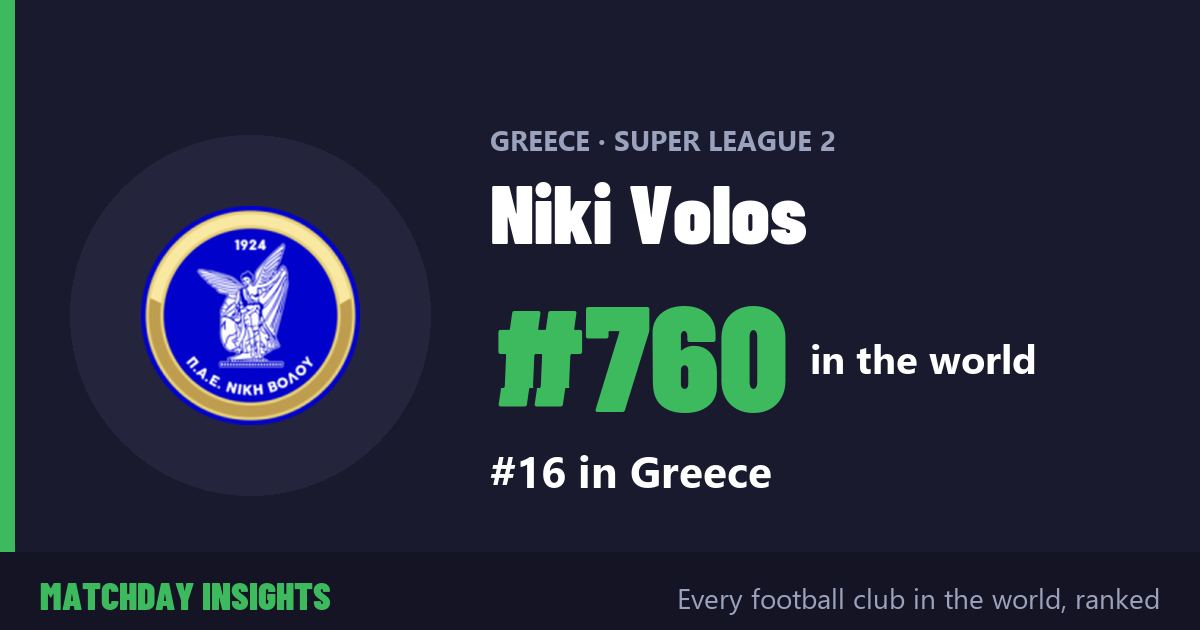 GREECE · SUPER LEAGUE 2
Niki Volos
1924
Π.Α.Ε. ΝΙΚΗ ΒΟΛΟΥ
#760 in the world
#16 in Greece
MATCHDAY INSIGHTS
Every football club in the world, ranked